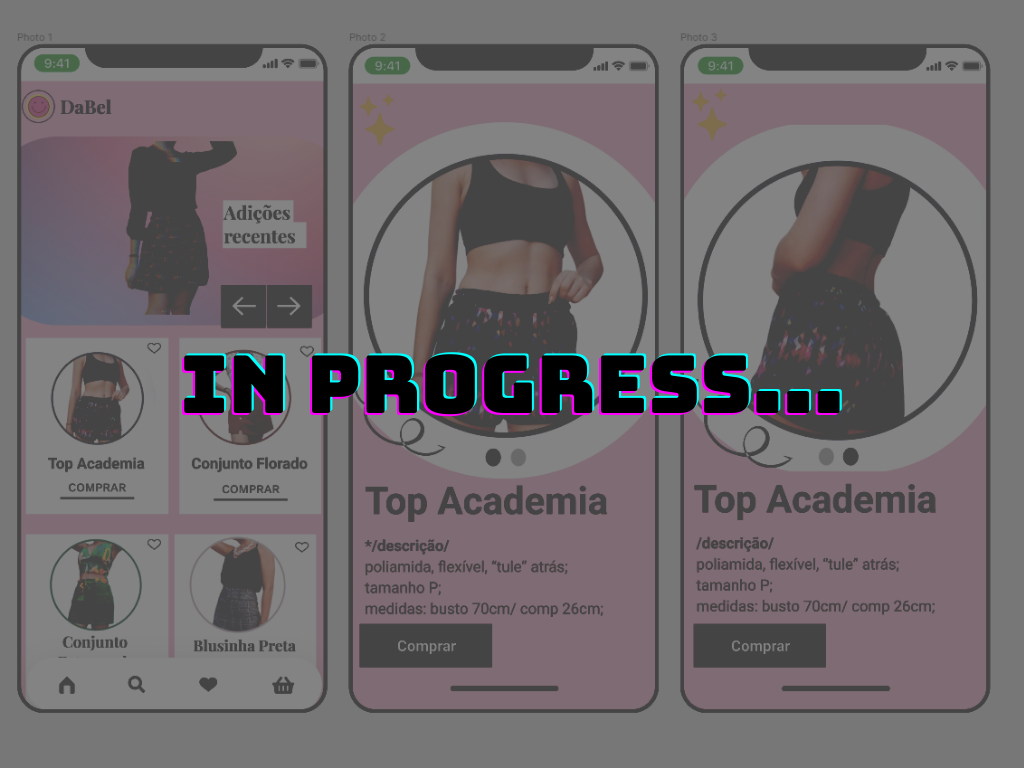 Photo 1
9:41
DaBel
Adições
recentes
Top Academia
COMPRAR
Conjunto Florado
COMPRAR
Conjunto
Blusinha Preta
Photo 2
9:41
Top Academia
*/descrição/
poliamida, flexível, “tule” atrás;
tamanho P;
medidas: busto 70cm/ comp 26cm;
Comprar
Photo 3
9:41
Top Academia
/descrição/
poliamida, flexível, “tule” atrás;
tamanho P;
medidas: busto 70cm/ comp 26cm;
Comprar
IN PROGRESS...